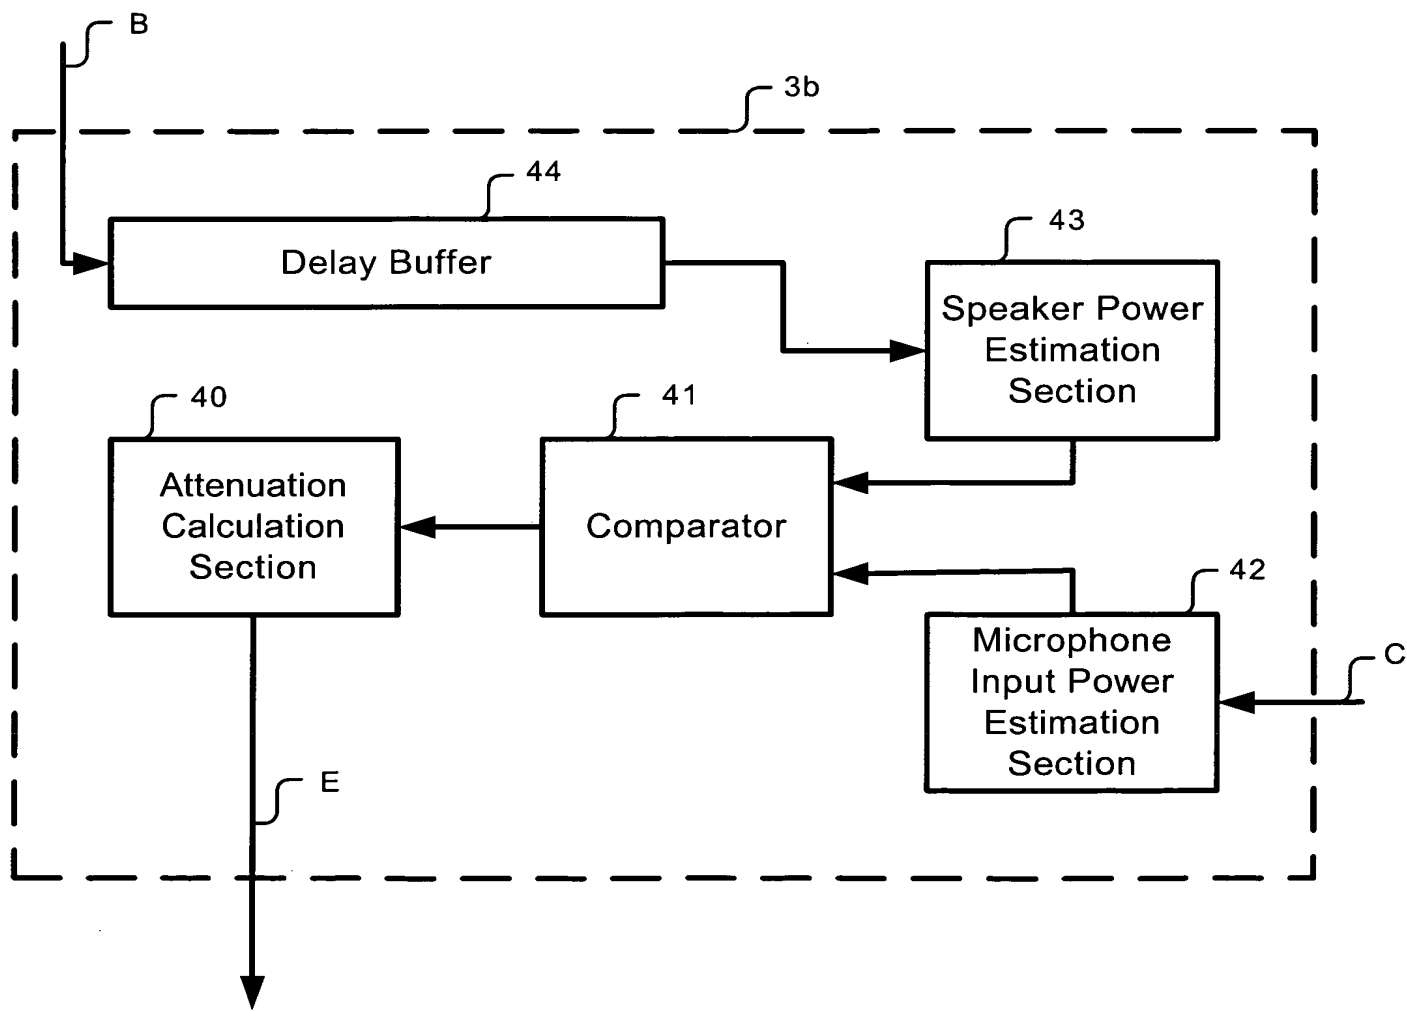 B
3b
44
Delay Buffer
43
Speaker Power
Estimation
Section
40
Attenuation
Calculation
Section
41
Comparator
42
Microphone
Input Power
Estimation
Section
C
E